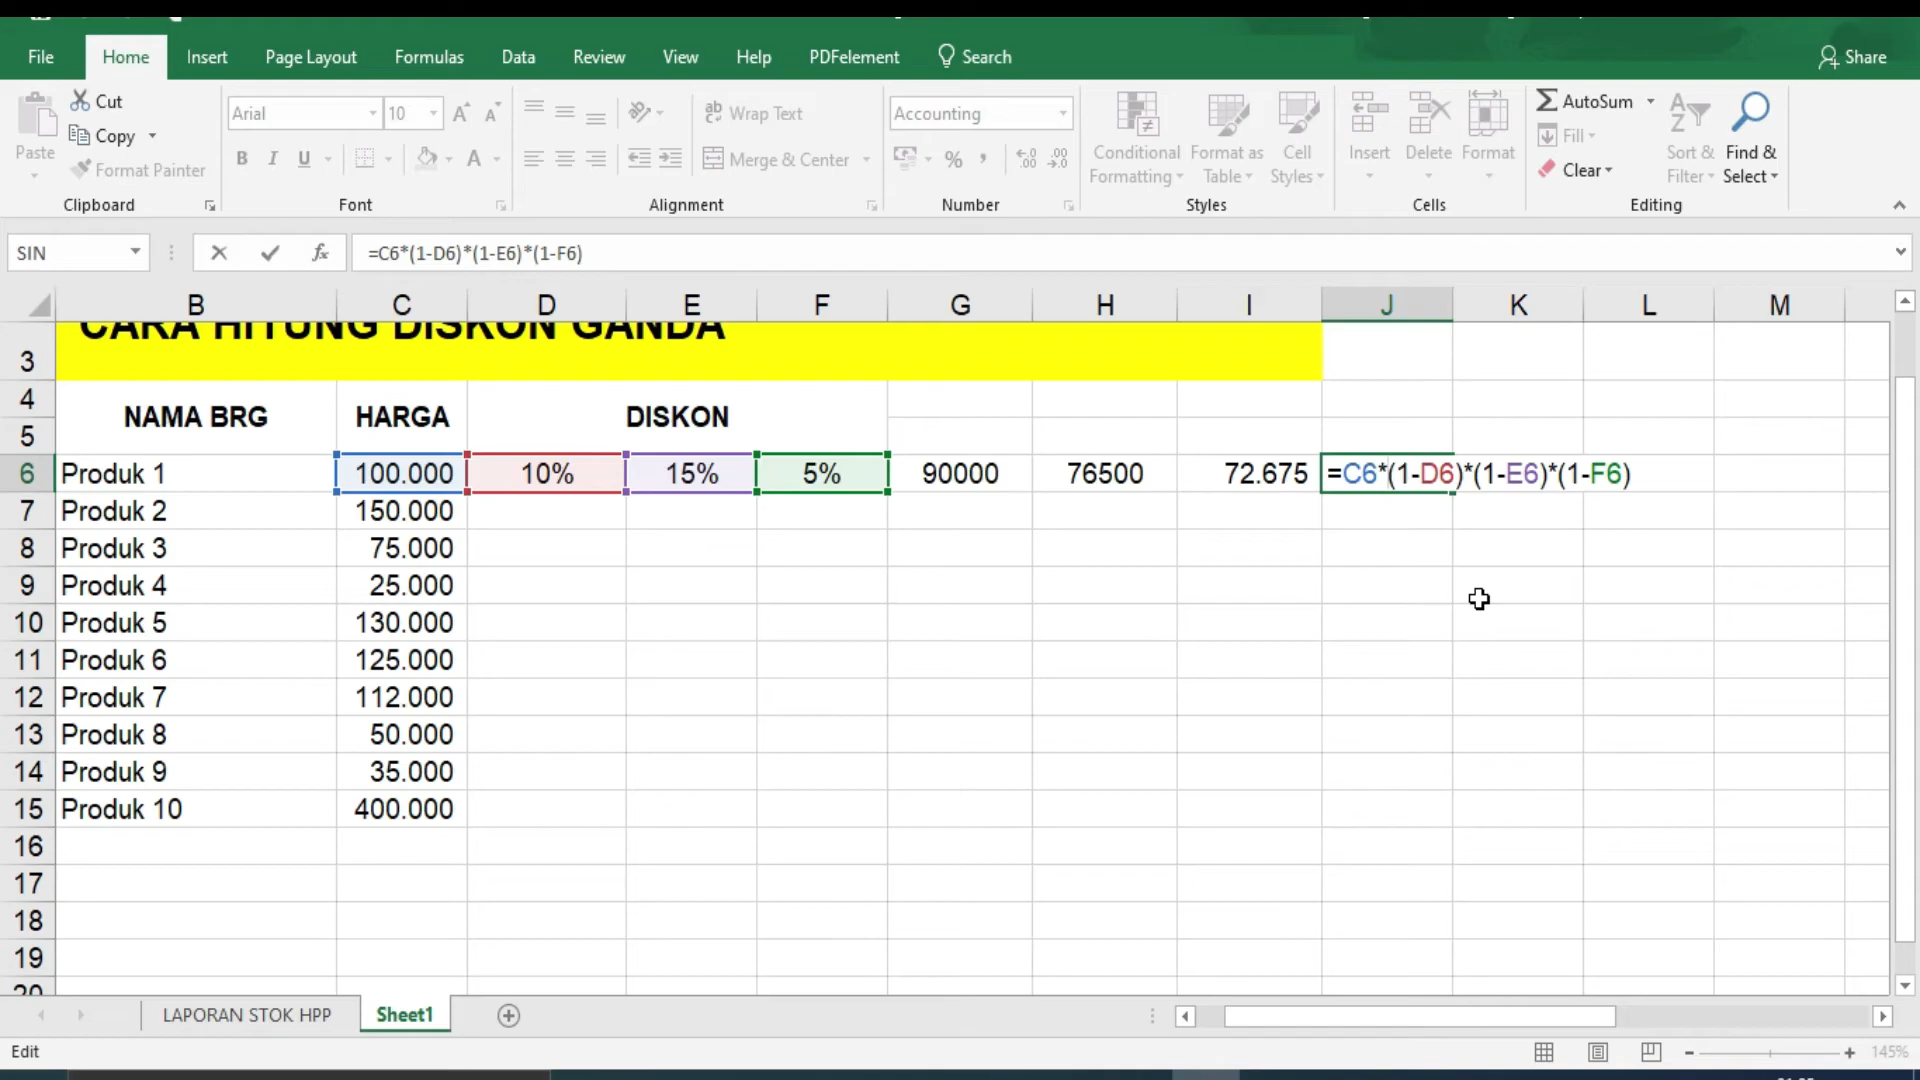 File Home Insert Page Layout Formulas Data Review View Help PDFelement Search Share
Paste Cut Copy Format Painter Clipboard
Arial 10 B I U A Font
Wrap Text Merge & Center Alignment
Accounting % Number
Conditional Formatting Format as Table Cell Styles Styles
Insert Delete Format Cells
AutoSum Fill Clear Sort & Filter Find & Select Editing
SIN fx =C6*(1-D6)*(1-E6)*(1-F6)
B C D E F G H I J K L M
3 CARA HITUNG DISKON GANDA
4
NAMA BRG HARGA DISKON
5
6 Produk 1 100.000 10% 15% 5% 90000 76500 72.675 =C6*(1-D6)*(1-E6)*(1-F6)
7 Produk 2 150.000
8 Produk 3 75.000
9 Produk 4 25.000
10 Produk 5 130.000
11 Produk 6 125.000
12 Produk 7 112.000
13 Produk 8 50.000
14 Produk 9 35.000
15 Produk 10 400.000
16
17
18
19
20
LAPORAN STOK HPP Sheet1
Edit 145%